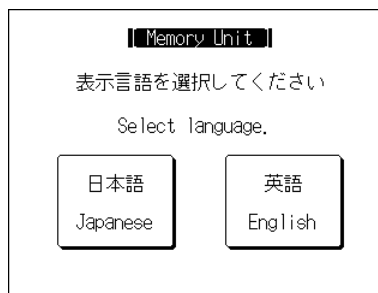 [ Memory Unit ]
表示言語を選択してください
Select language.
日本語
Japanese
英語
English